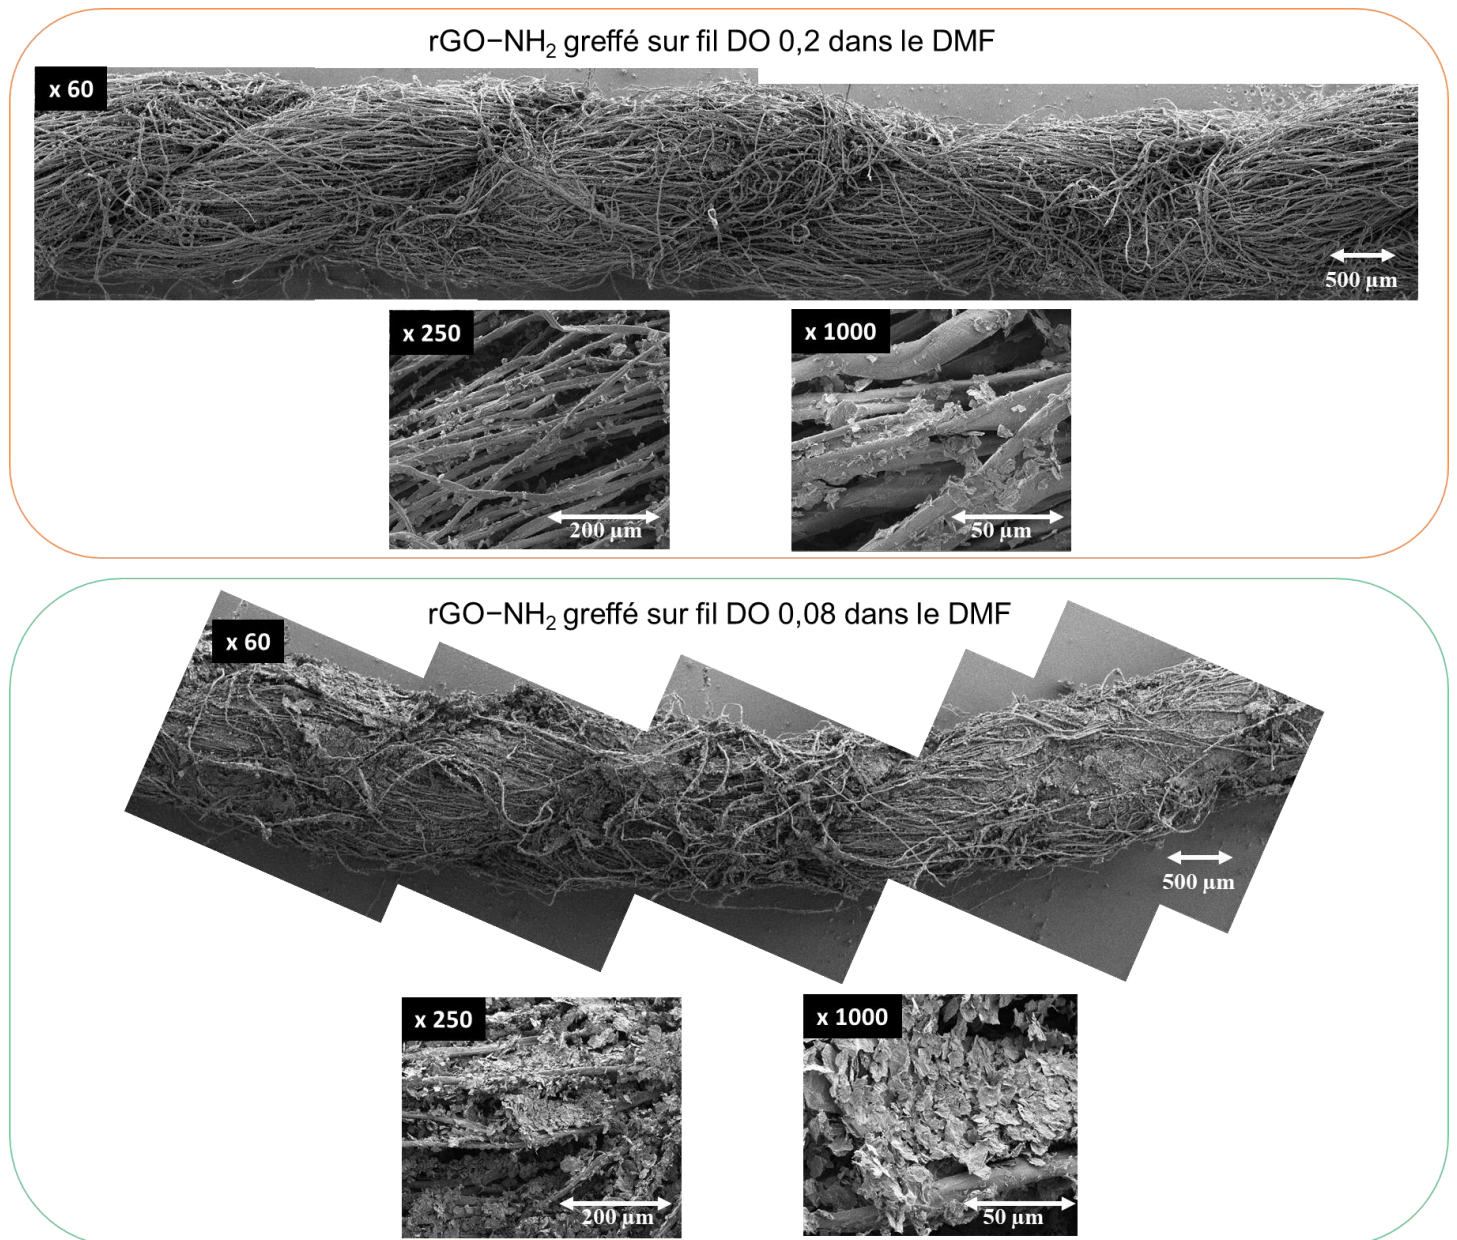 rGO−NH₂ greffé sur fil DO 0,2 dans le DMF
x 60
500 µm
x 250
x 1000
200 µm
50 µm
rGO−NH₂ greffé sur fil DO 0,08 dans le DMF
x 60
500 µm
x 250
x 1000
200 µm
50 µm